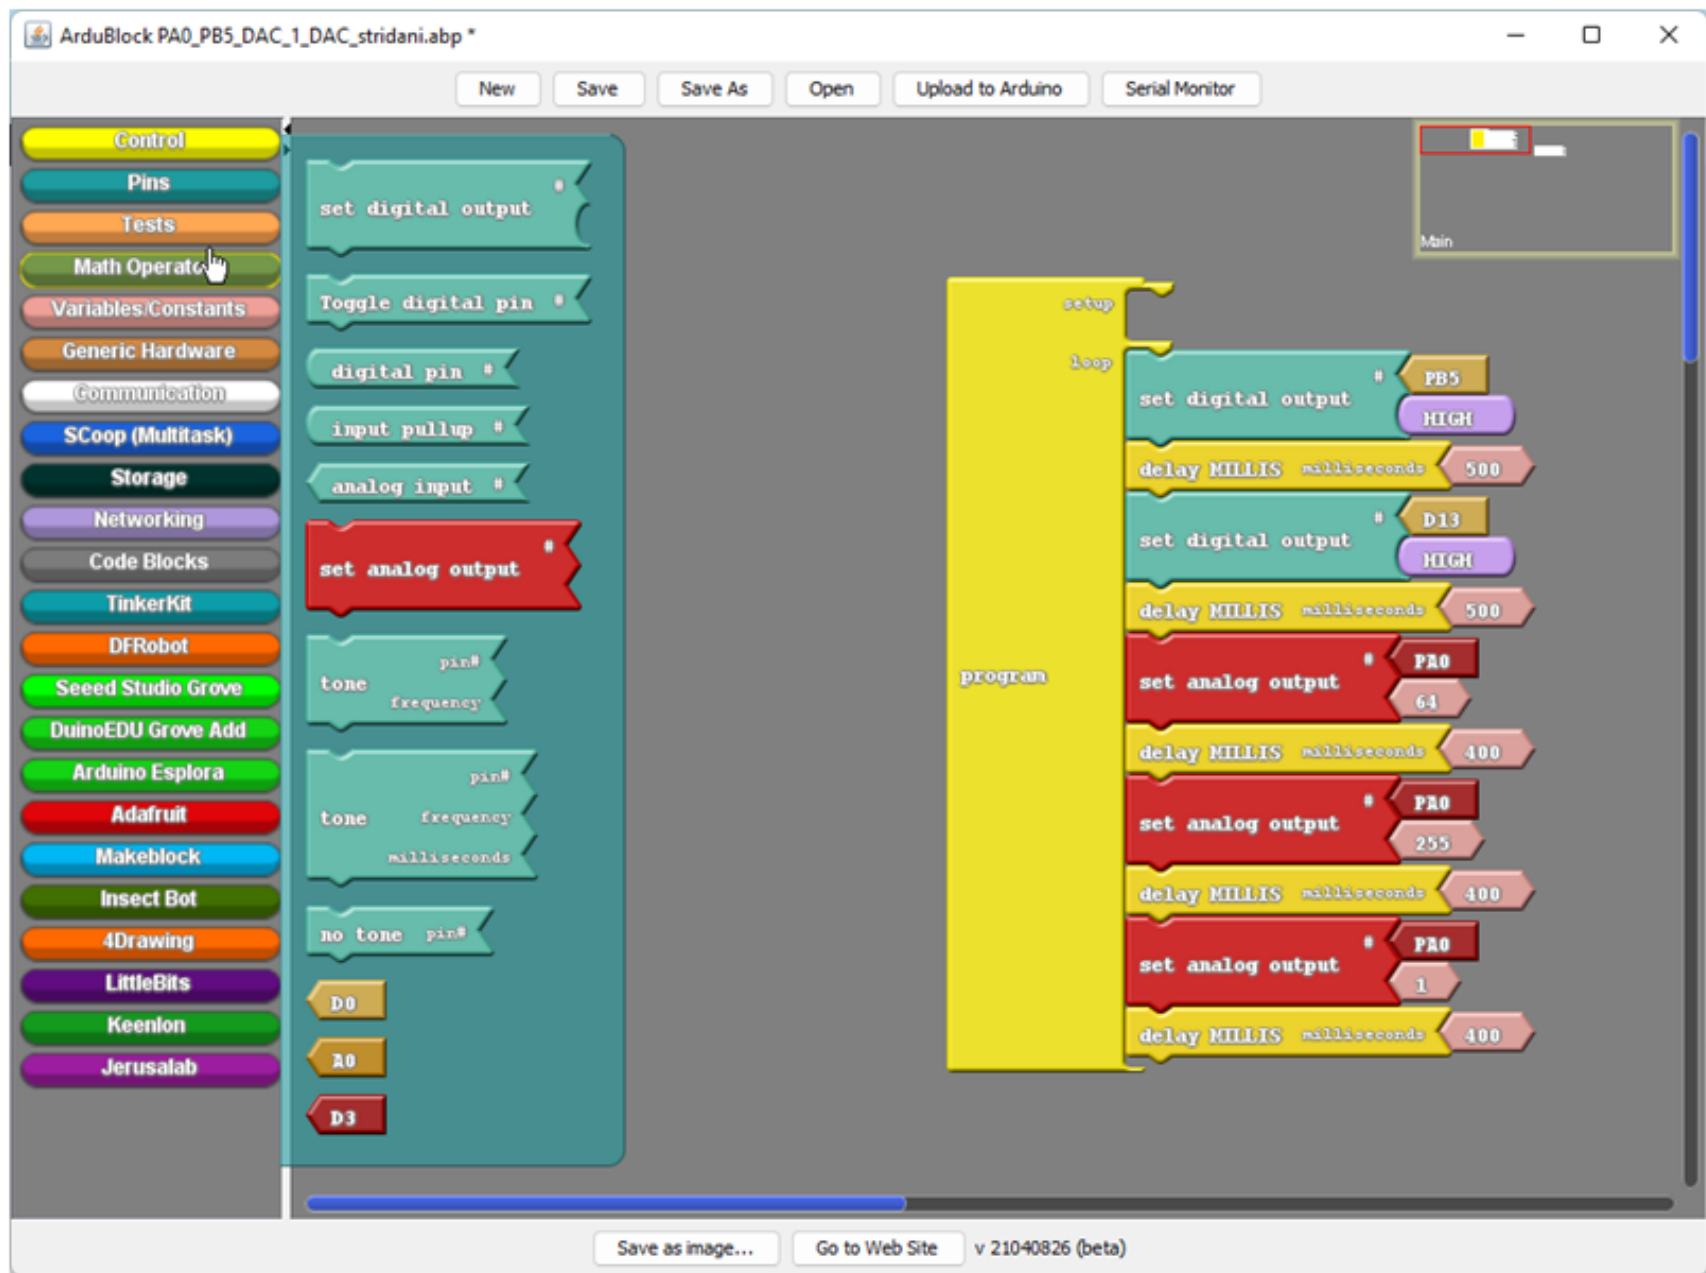 ArduBlock PA0_PB5_DAC_1_DAC_stridani.abp *
New Save Save As Open Upload to Arduino Serial Monitor
Control
Pins
Tests
Math Operato
Variables/Constants
Generic Hardware
Communication
SCoop (Multitask)
Storage
Networking
Code Blocks
TinkerKit
DFRobot
Seeed Studio Grove
DuinoEDU Grove Add
Arduino Esplora
Adafruit
Makeblock
Insect Bot
4Drawing
LittleBits
Keenlon
Jerusalab
set digital output #
Toggle digital pin #
digital pin #
input pullup #
analog input #
set analog output #
tone pin# frequency
tone pin# frequency milliseconds
no tone pin#
D0
A0
D3
Main
program
setup
loop
set digital output # PB5
HIGH
delay MILLIS milliseconds 500
set digital output # D13
HIGH
delay MILLIS milliseconds 500
set analog output # PA0
64
delay MILLIS milliseconds 400
set analog output # PA0
255
delay MILLIS milliseconds 400
set analog output # PA0
1
delay MILLIS milliseconds 400
Save as image... Go to Web Site v 21040826 (beta)